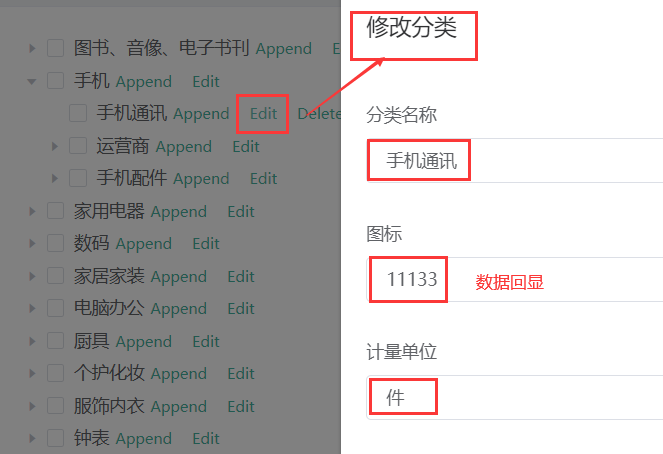 图书、音像、电子书刊 Append E
手机 Append Edit
手机通讯 Append Edit Delete
运营商 Append Edit
手机配件 Append Edit
家用电器 Append Edit
数码 Append Edit
家居家装 Append Edit
电脑办公 Append Edit
厨具 Append Edit
个护化妆 Append Edit
服饰内衣 Append Edit
钟表 Append Edit
修改分类
分类名称
手机通讯
图标
11133 数据回显
计量单位
件